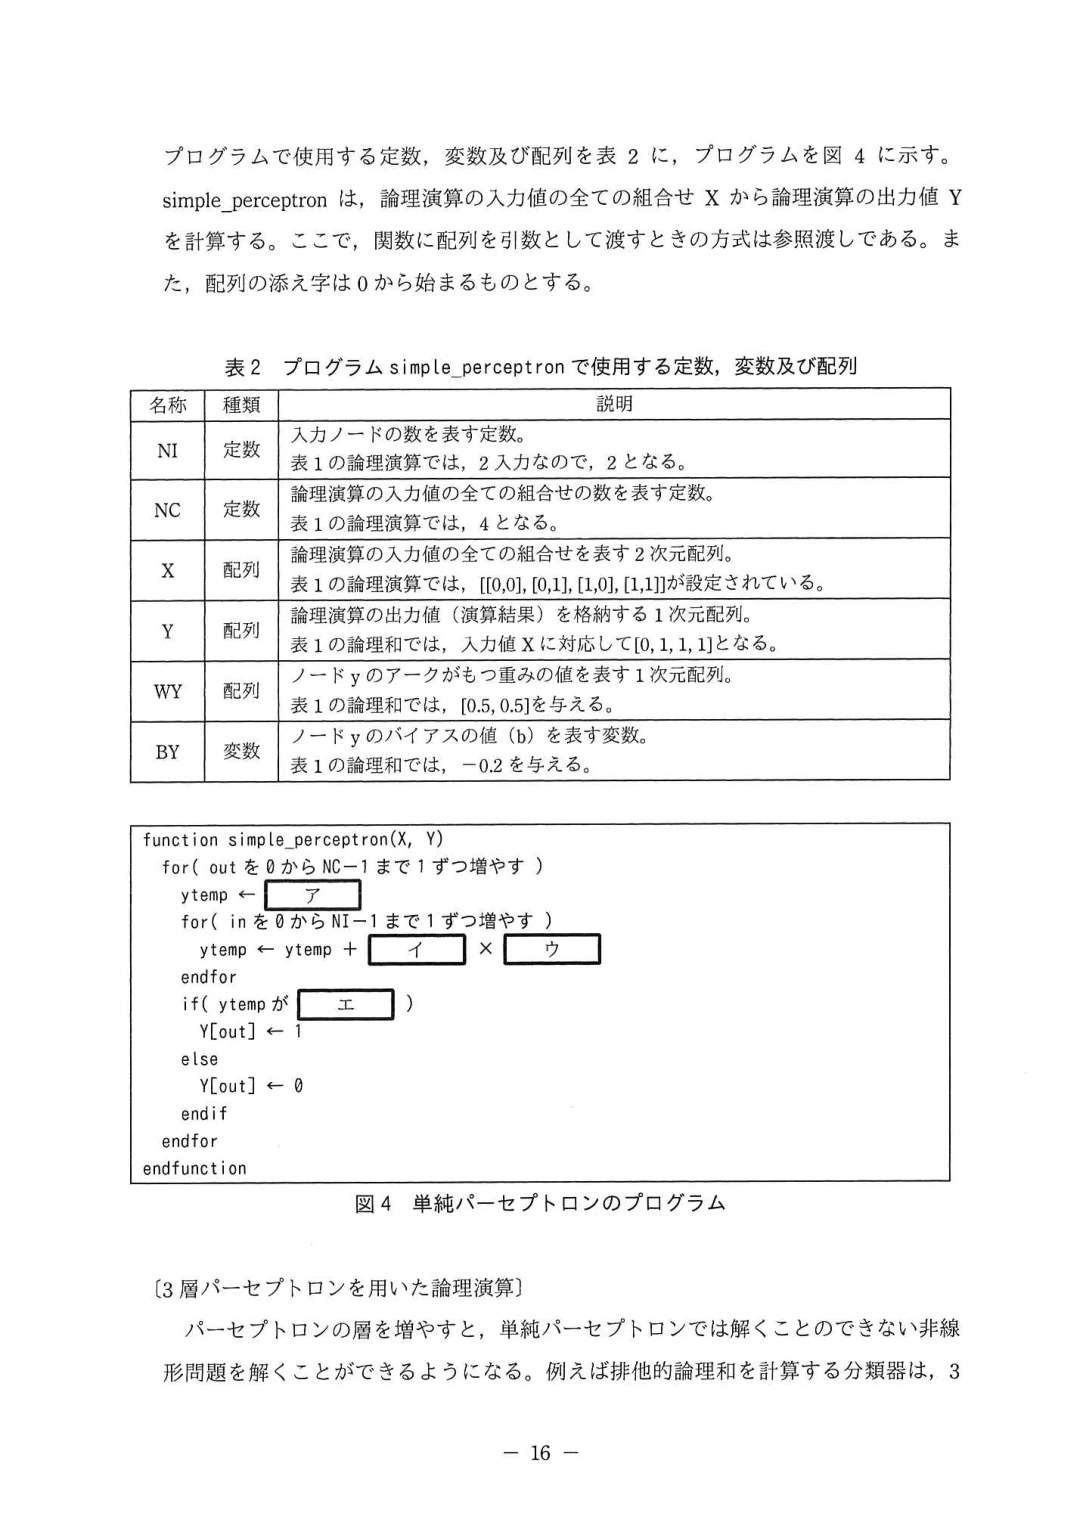 プログラムで使用する定数，変数及び配列を表 2 に，プログラムを図 4 に示す。
simple_perceptron は，論理演算の入力値の全ての組合せ X から論理演算の出力値 Y
を計算する。ここで，関数に配列を引数として渡すときの方式は参照渡しである。ま
た，配列の添え字は 0 から始まるものとする。
表 2　プログラム simple_perceptron で使用する定数，変数及び配列
名称 種類 説明
NI 定数 入力ノードの数を表す定数。
表 1 の論理演算では，2 入力なので，2 となる。
NC 定数 論理演算の入力値の全ての組合せの数を表す定数。
表 1 の論理演算では，4 となる。
X 配列 論理演算の入力値の全ての組合せを表す 2 次元配列。
表 1 の論理演算では，[[0,0], [0,1], [1,0], [1,1]]が設定されている。
Y 配列 論理演算の出力値（演算結果）を格納する 1 次元配列。
表 1 の論理和では，入力値 X に対応して[0, 1, 1, 1]となる。
WY 配列 ノード y のアークがもつ重みの値を表す 1 次元配列。
表 1 の論理和では，[0.5, 0.5]を与える。
BY 変数 ノード y のバイアスの値（b）を表す変数。
表 1 の論理和では，－0.2 を与える。
function simple_perceptron(X, Y)
for( out を 0 から NC－1 まで 1 ずつ増やす )
ytemp ← ア
for( in を 0 から NI－1 まで 1 ずつ増やす )
ytemp ← ytemp ＋ イ × ウ
endfor
if( ytemp が エ )
Y[out] ← 1
else
Y[out] ← 0
endif
endfor
endfunction
図 4　単純パーセプトロンのプログラム
〔3 層パーセプトロンを用いた論理演算〕
パーセプトロンの層を増やすと，単純パーセプトロンでは解くことのできない非線
形問題を解くことができるようになる。例えば排他的論理和を計算する分類器は，3
－ 16 －